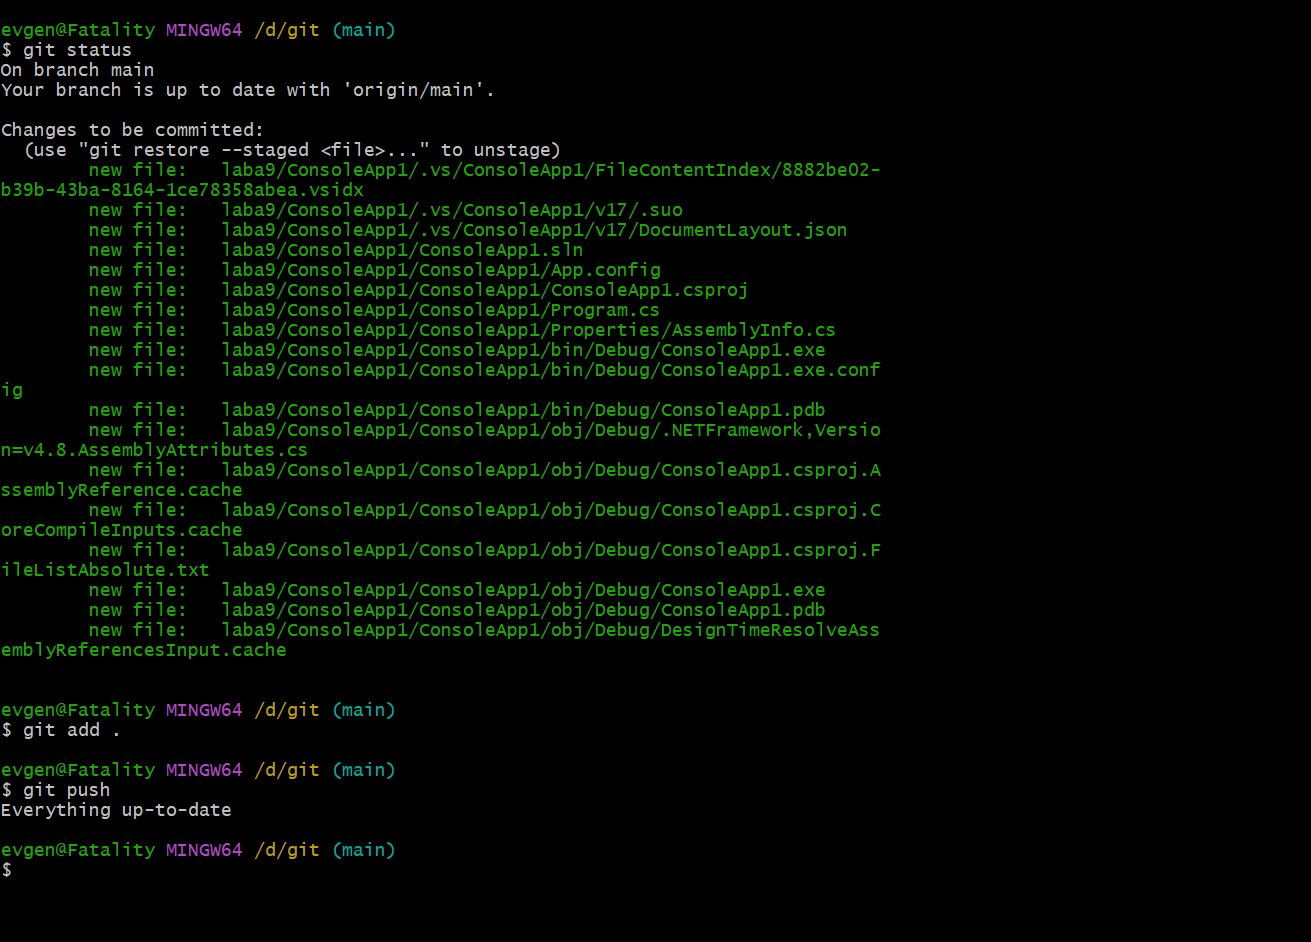 evgen@Fatality MINGW64 /d/git (main)
$ git status
On branch main
Your branch is up to date with 'origin/main'.
Changes to be committed:
  (use "git restore --staged <file>..." to unstage)
        new file:   laba9/ConsoleApp1/.vs/ConsoleApp1/FileContentIndex/8882be02-
b39b-43ba-8164-1ce78358abea.vsidx
        new file:   laba9/ConsoleApp1/.vs/ConsoleApp1/v17/.suo
        new file:   laba9/ConsoleApp1/.vs/ConsoleApp1/v17/DocumentLayout.json
        new file:   laba9/ConsoleApp1/ConsoleApp1.sln
        new file:   laba9/ConsoleApp1/ConsoleApp1/App.config
        new file:   laba9/ConsoleApp1/ConsoleApp1/ConsoleApp1.csproj
        new file:   laba9/ConsoleApp1/ConsoleApp1/Program.cs
        new file:   laba9/ConsoleApp1/ConsoleApp1/Properties/AssemblyInfo.cs
        new file:   laba9/ConsoleApp1/ConsoleApp1/bin/Debug/ConsoleApp1.exe
        new file:   laba9/ConsoleApp1/ConsoleApp1/bin/Debug/ConsoleApp1.exe.conf
ig
        new file:   laba9/ConsoleApp1/ConsoleApp1/bin/Debug/ConsoleApp1.pdb
        new file:   laba9/ConsoleApp1/ConsoleApp1/obj/Debug/.NETFramework,Versio
n=v4.8.AssemblyAttributes.cs
        new file:   laba9/ConsoleApp1/ConsoleApp1/obj/Debug/ConsoleApp1.csproj.A
ssemblyReference.cache
        new file:   laba9/ConsoleApp1/ConsoleApp1/obj/Debug/ConsoleApp1.csproj.C
oreCompileInputs.cache
        new file:   laba9/ConsoleApp1/ConsoleApp1/obj/Debug/ConsoleApp1.csproj.F
ileListAbsolute.txt
        new file:   laba9/ConsoleApp1/ConsoleApp1/obj/Debug/ConsoleApp1.exe
        new file:   laba9/ConsoleApp1/ConsoleApp1/obj/Debug/ConsoleApp1.pdb
        new file:   laba9/ConsoleApp1/ConsoleApp1/obj/Debug/DesignTimeResolveAss
emblyReferencesInput.cache
evgen@Fatality MINGW64 /d/git (main)
$ git add .
evgen@Fatality MINGW64 /d/git (main)
$ git push
Everything up-to-date
evgen@Fatality MINGW64 /d/git (main)
$